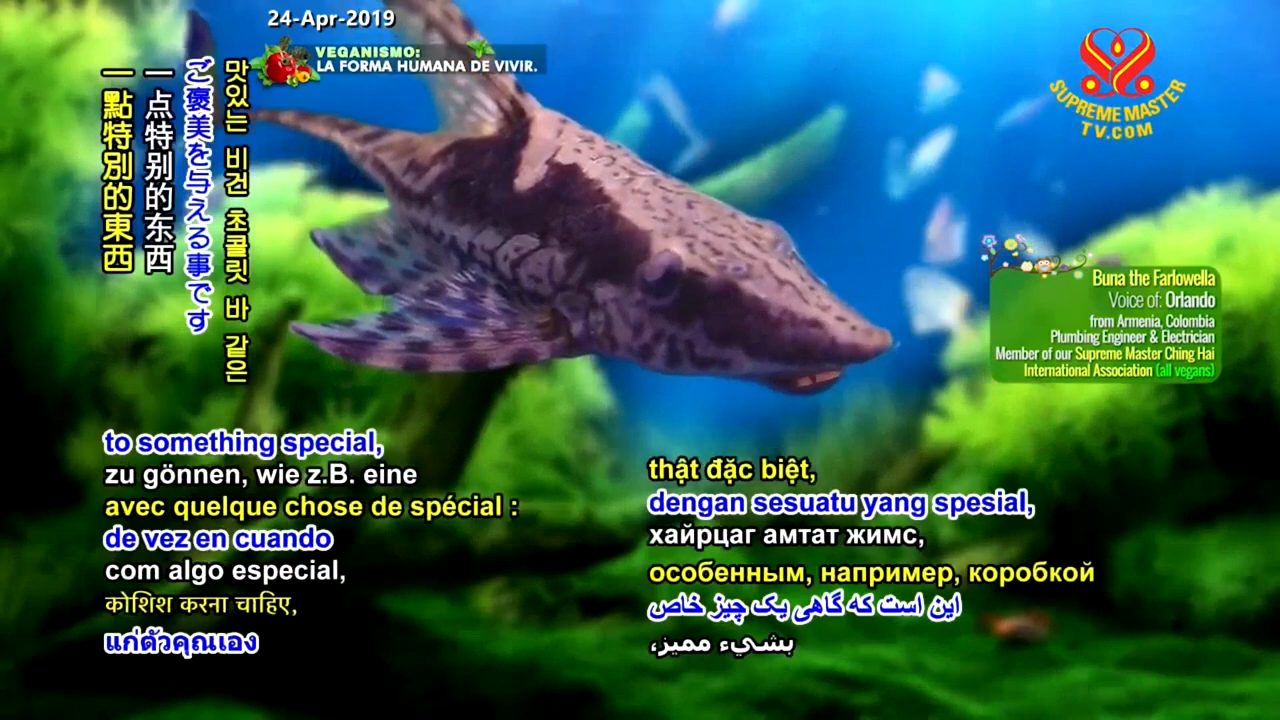 24-Apr-2019
VEGANISMO:
LA FORMA HUMANA DE VIVIR.
SUPREME MASTER
TV.COM
맛있는 비건 초콜릿 바 같은
ご褒美を与える事です
一点特别的东西
一點特別的東西
Buna the Farlowella
Voice of: Orlando
from Armenia, Colombia
Plumbing Engineer & Electrician
Member of our Supreme Master Ching Hai
International Association (all vegans)
to something special,
zu gönnen, wie z.B. eine
avec quelque chose de spécial :
de vez en cuando
com algo especial,
कोशिश करना चाहिए,
แก่ตัวคุณเอง
thật đặc biệt,
dengan sesuatu yang spesial,
хайрцаг амтат жимс,
особенным, например, коробкой
این است که گاهی یک چیز خاص
بشيء مميز،